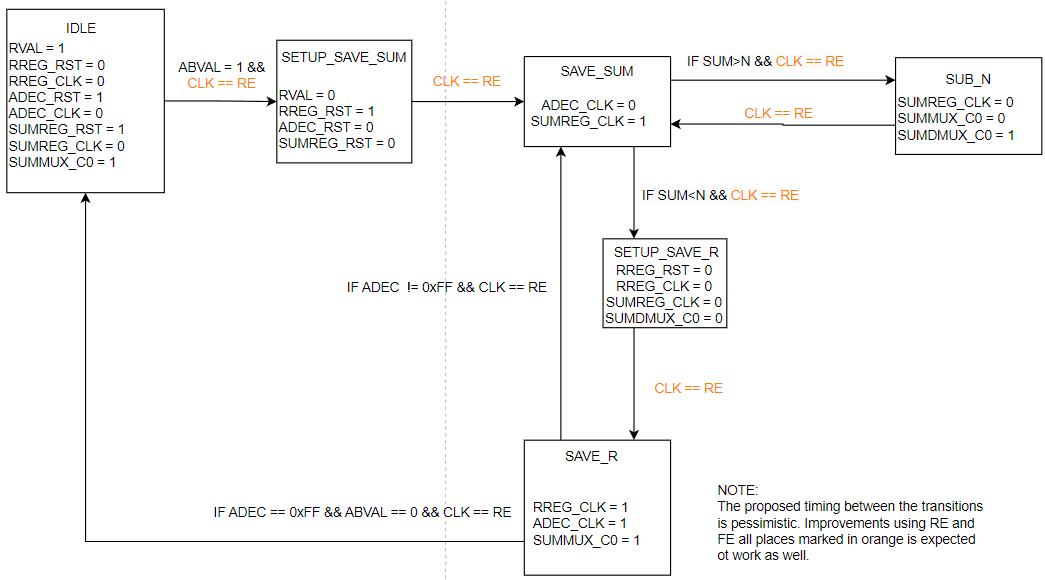 IDLE
RVAL = 1
RREG_RST = 0
RREG_CLK = 0
ADEC_RST = 1
ADEC_CLK = 0
SUMREG_RST = 1
SUMREG_CLK = 0
SUMMUX_C0 = 1
ABVAL = 1 &&
CLK == RE
SETUP_SAVE_SUM
RVAL = 0
RREG_RST = 1
ADEC_RST = 0
SUMREG_RST = 0
CLK == RE
SAVE_SUM
ADEC_CLK = 0
SUMREG_CLK = 1
IF SUM>N && CLK == RE
CLK == RE
SUB_N
SUMREG_CLK = 0
SUMMUX_C0 = 0
SUMDMUX_C0 = 1
IF SUM<N && CLK == RE
SETUP_SAVE_R
RREG_RST = 0
RREG_CLK = 0
SUMREG_CLK = 0
SUMDMUX_C0 = 0
IF ADEC != 0xFF && CLK == RE
CLK == RE
SAVE_R
RREG_CLK = 1
ADEC_CLK = 1
SUMMUX_C0 = 1
IF ADEC == 0xFF && ABVAL == 0 && CLK == RE
NOTE:
The proposed timing between the transitions
is pessimistic. Improvements using RE and
FE all places marked in orange is expected
ot work as well.